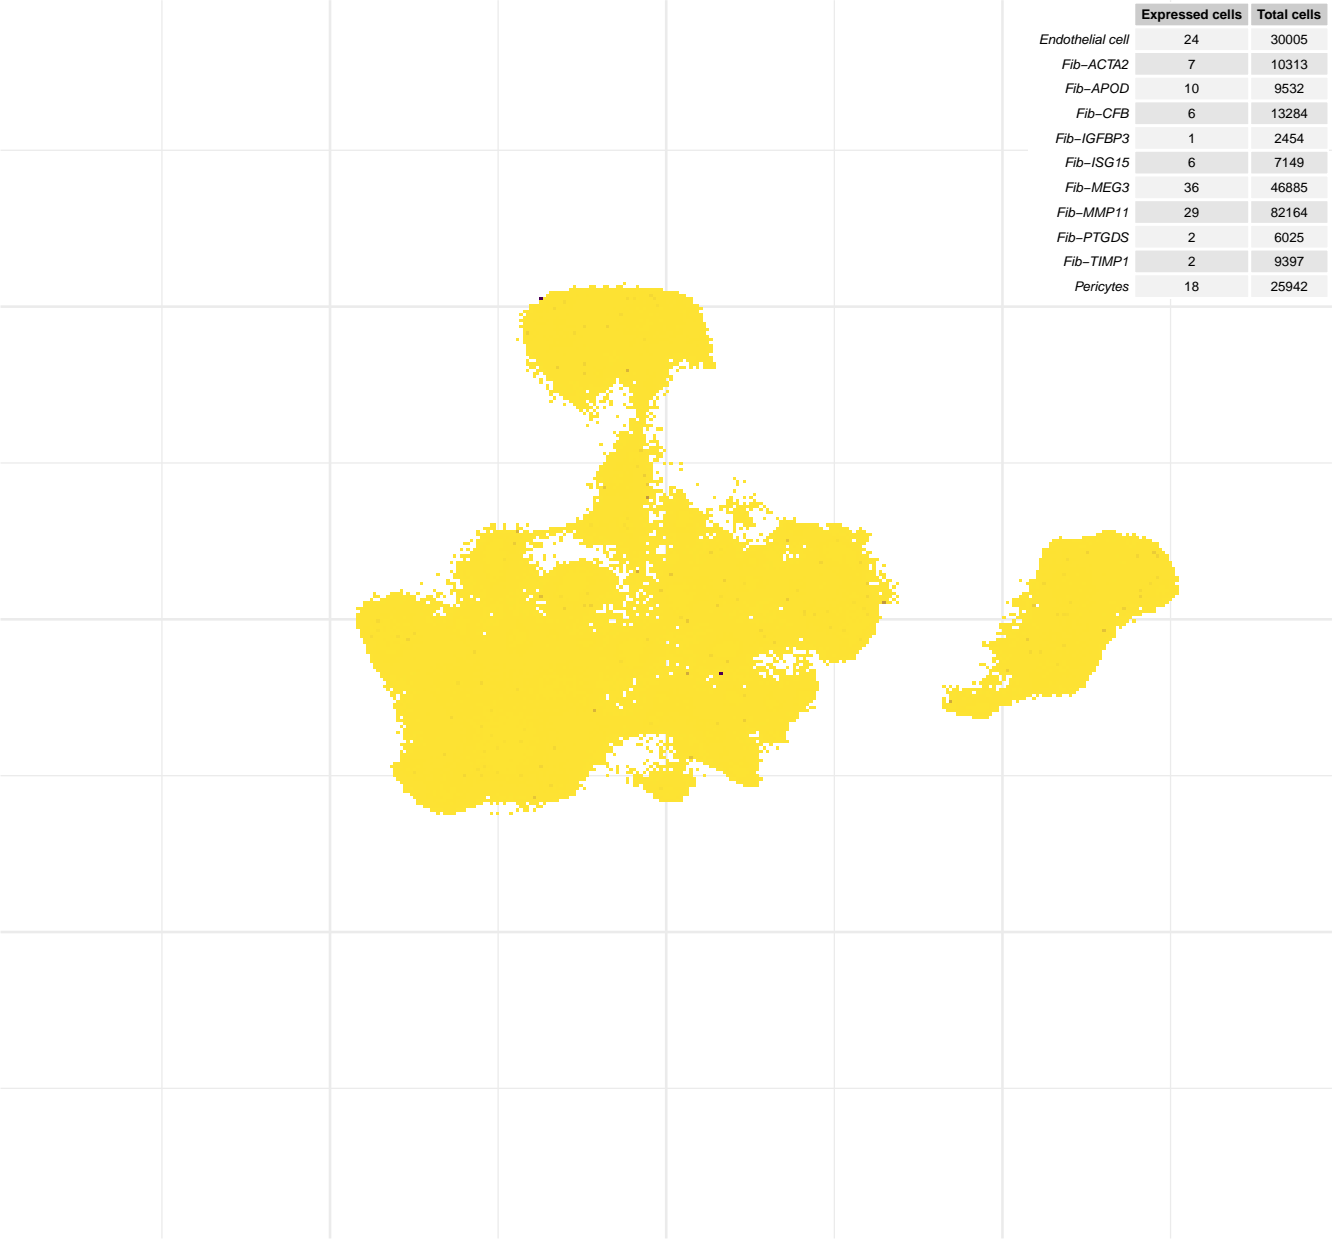 Expressed cells Total cells
Endothelial cell 24 30005
Fib−ACTA2 7 10313
Fib−APOD 10 9532
Fib−CFB 6 13284
Fib−IGFBP3 1 2454
Fib−ISG15 6 7149
Fib−MEG3 36 46885
Fib−MMP11 29 82164
Fib−PTGDS 2 6025
Fib−TIMP1 2 9397
Pericytes 18 25942